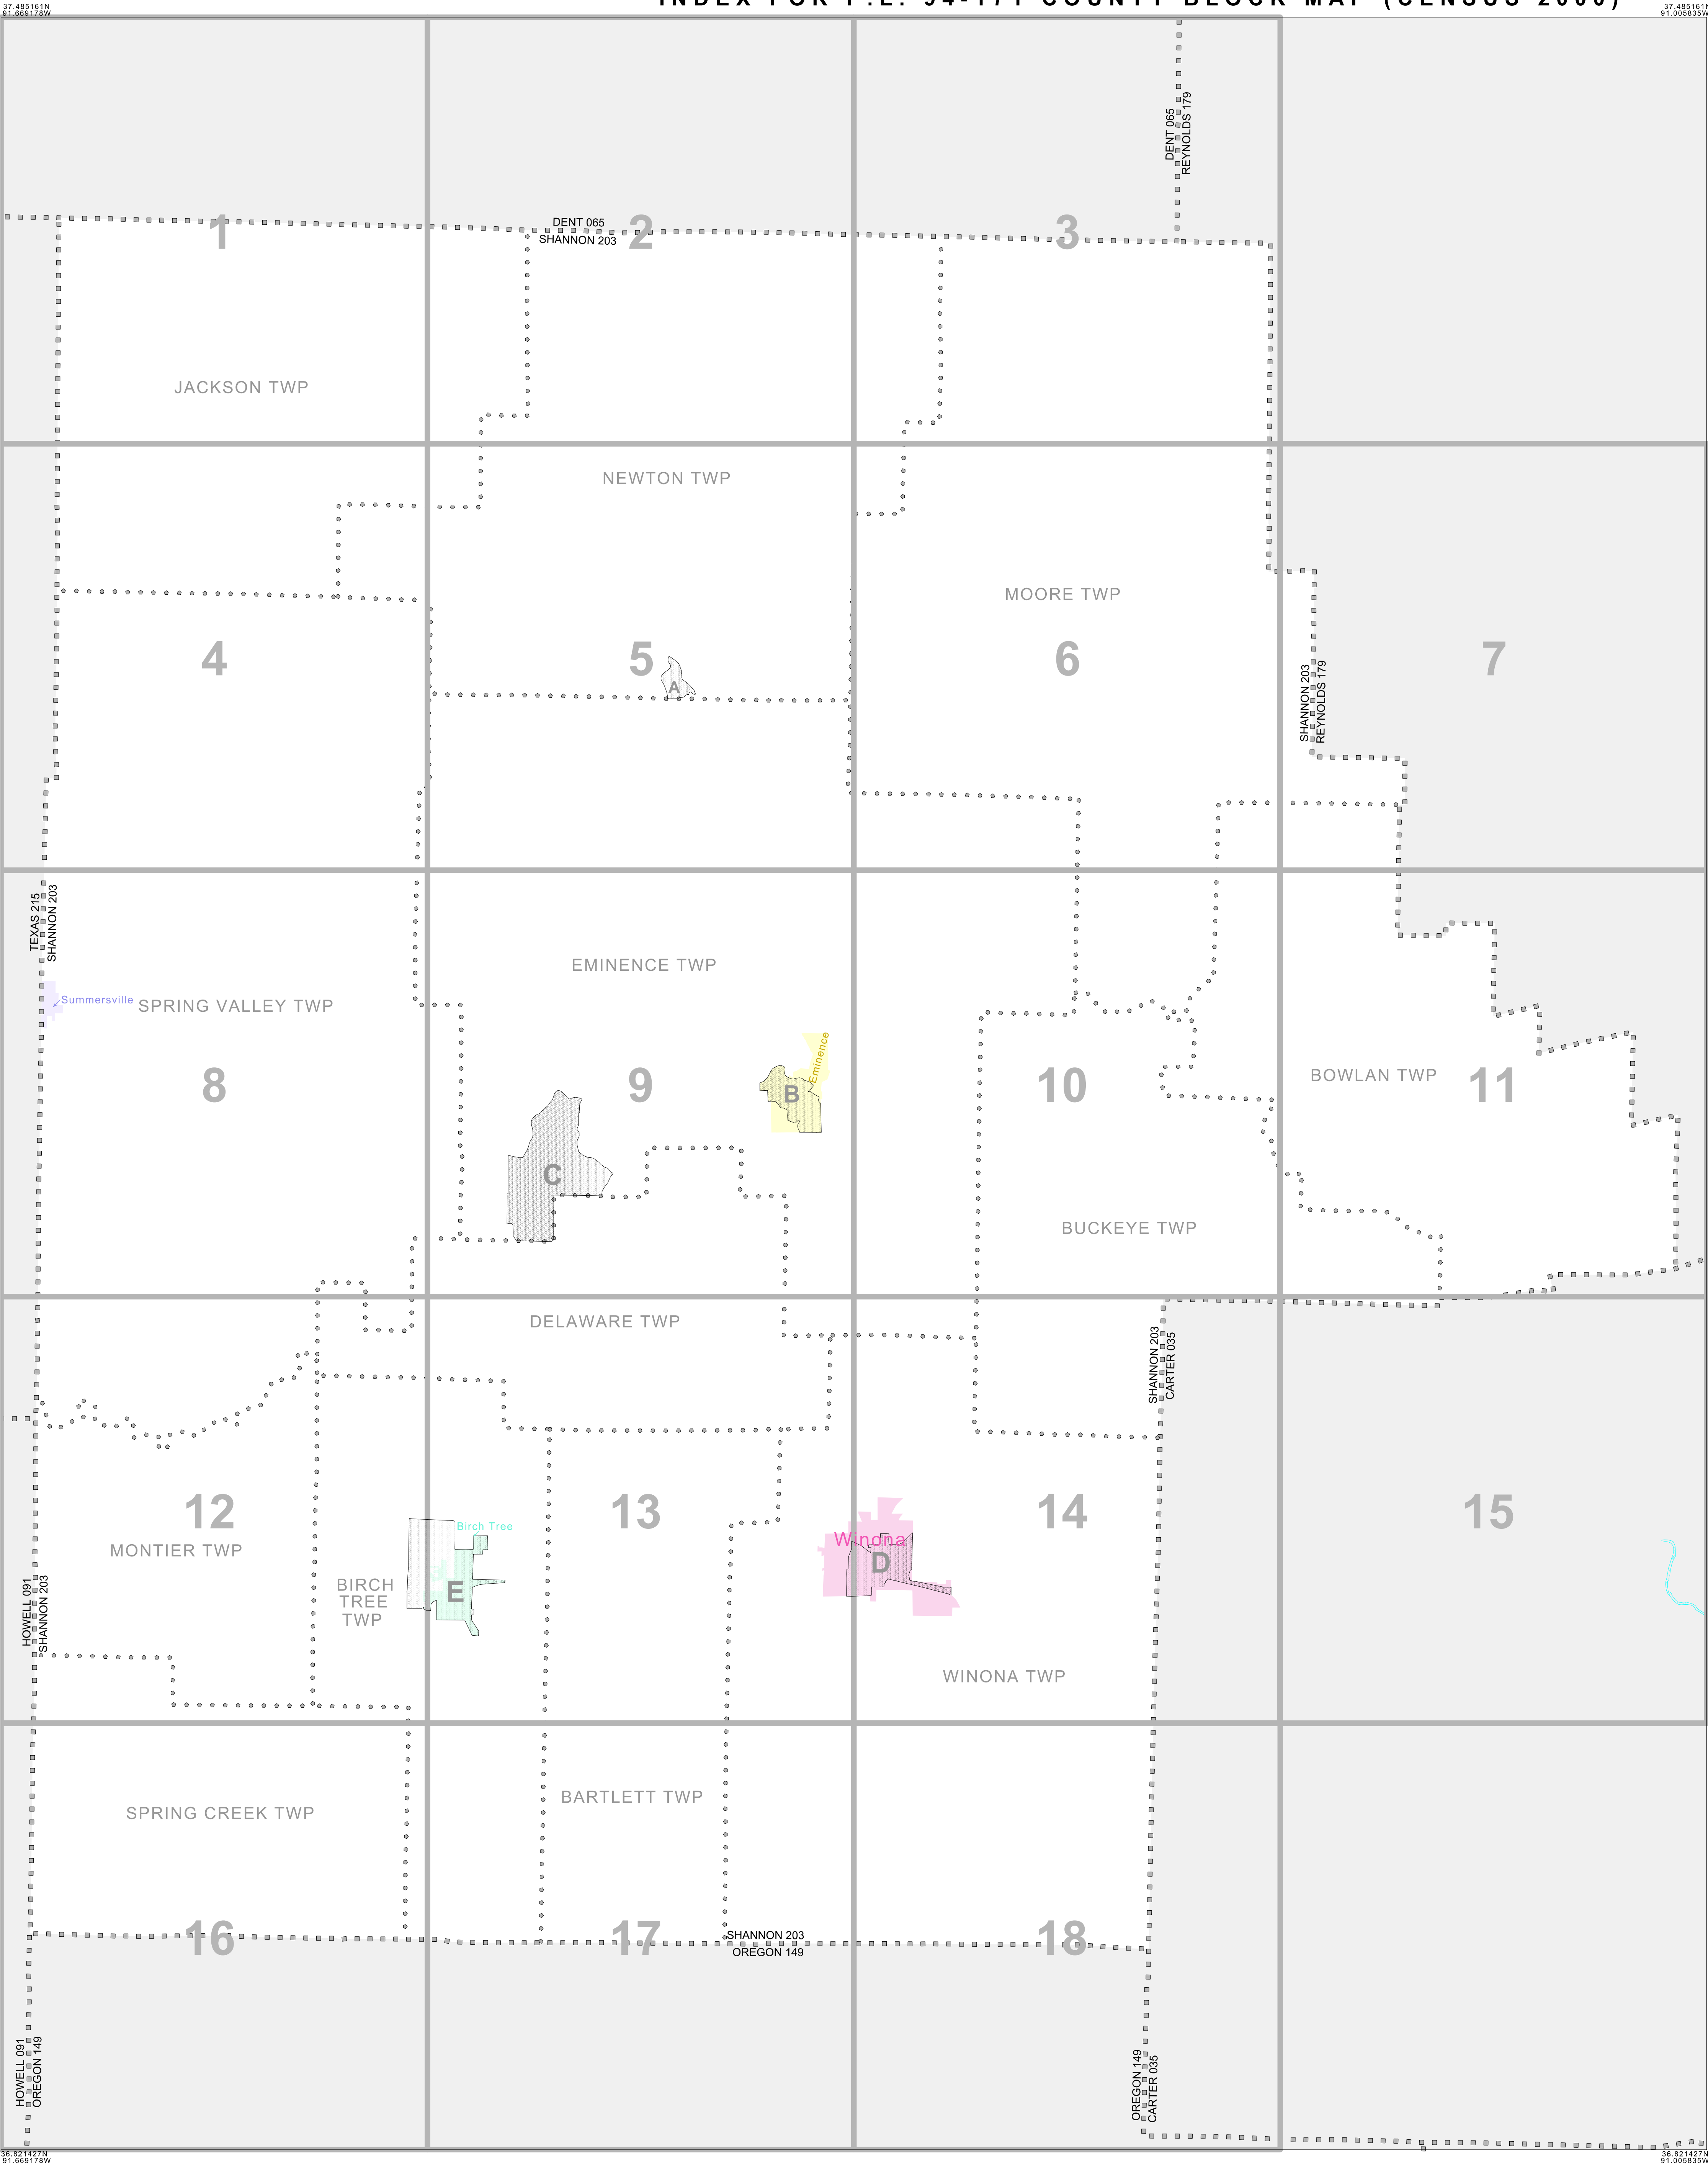 37.485161N
91.669178W
INDEX FOR P.L. 94-171 COUNTY BLOCK MAP (CENSUS 2000)
37.485161N
91.005835W
DENT 065
REYNOLDS 179
1
DENT 065
SHANNON 203
2
3
JACKSON TWP
NEWTON TWP
MOORE TWP
4
5
A
6
SHANNON 203
REYNOLDS 179
7
TEXAS 215
SHANNON 203
EMINENCE TWP
Summersville
SPRING VALLEY TWP
Eminence
8
9
B
10
BOWLAN TWP
11
C
BUCKEYE TWP
DELAWARE TWP
SHANNON 203
CARTER 035
12
13
14
15
Birch Tree
Winona
MONTIER TWP
D
HOWELL 091
SHANNON 203
BIRCH
TREE
TWP
E
WINONA TWP
SPRING CREEK TWP
BARTLETT TWP
16
17
SHANNON 203
OREGON 149
18
HOWELL 091
OREGON 149
OREGON 149
CARTER 035
36.821427N
91.669178W
36.821427N
91.005835W